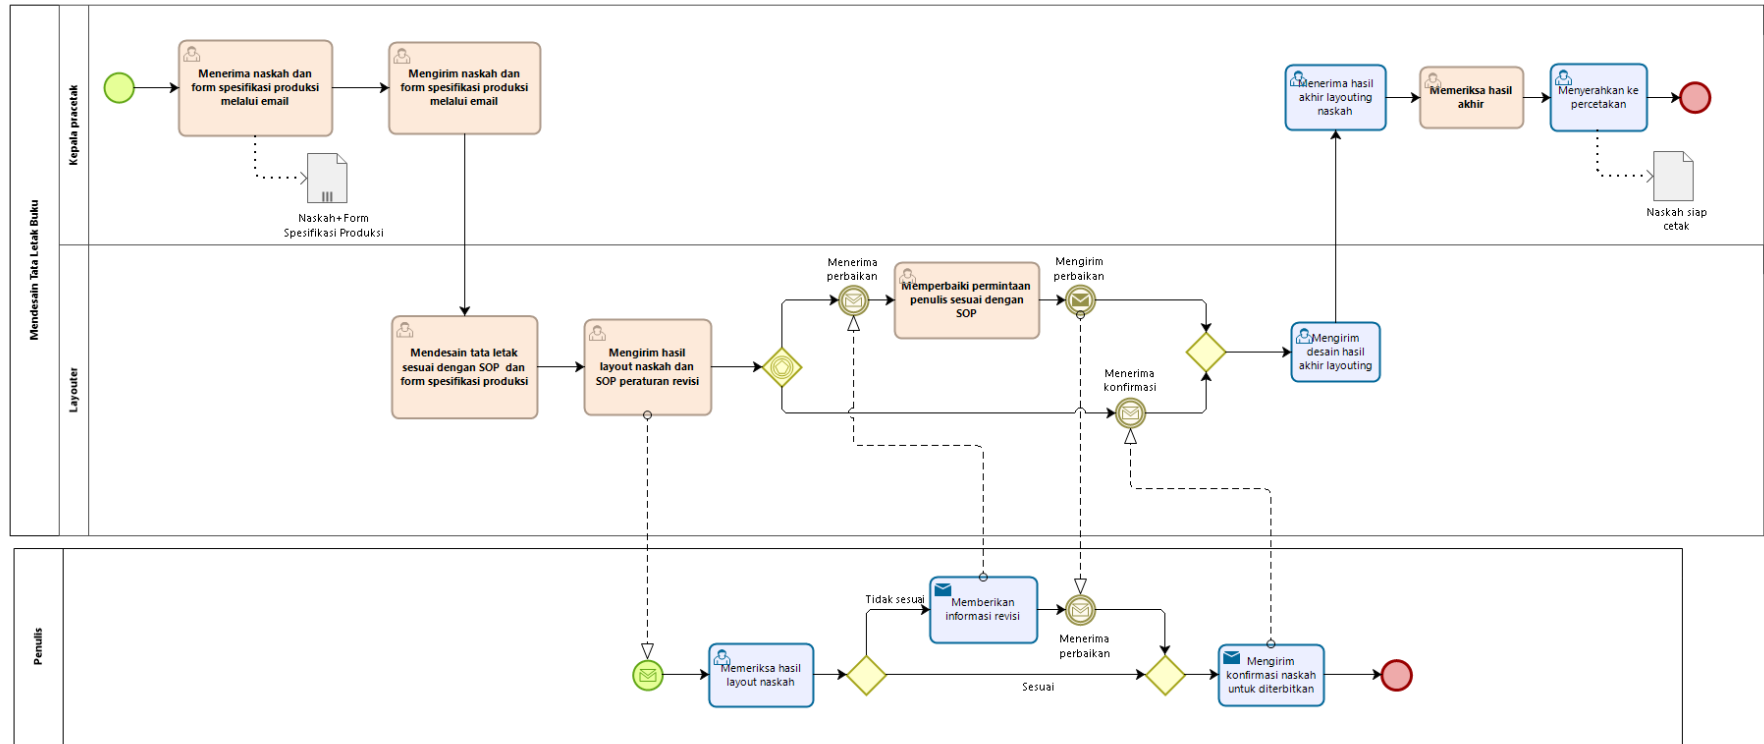 Mendesain Tata Letak Buku
Kepala pracetak
Menerima naskah dan
form spesifikasi produksi
melalui email
Mengirim naskah dan
form spesifikasi produksi
melalui email
Naskah+Form
Spesifikasi Produksi
Menerima hasil
akhir layouting
naskah
Memeriksa hasil
akhir
Menyerahkan ke
percetakan
Naskah siap
cetak
Layouter
Mendesain tata letak
sesuai dengan SOP dan
form spesifikasi produksi
Mengirim hasil
layout naskah dan
SOP peraturan revisi
Menerima
perbaikan
Memperbaiki permintaan
penulis sesuai dengan
SOP
Mengirim
perbaikan
Menerima
konfirmasi
Mengirim
desain hasil
akhir layouting
Penulis
Memeriksa hasil
layout naskah
Tidak sesuai
Memberikan
informasi revisi
Menerima
perbaikan
Sesuai
Mengirim
konfirmasi naskah
untuk diterbitkan